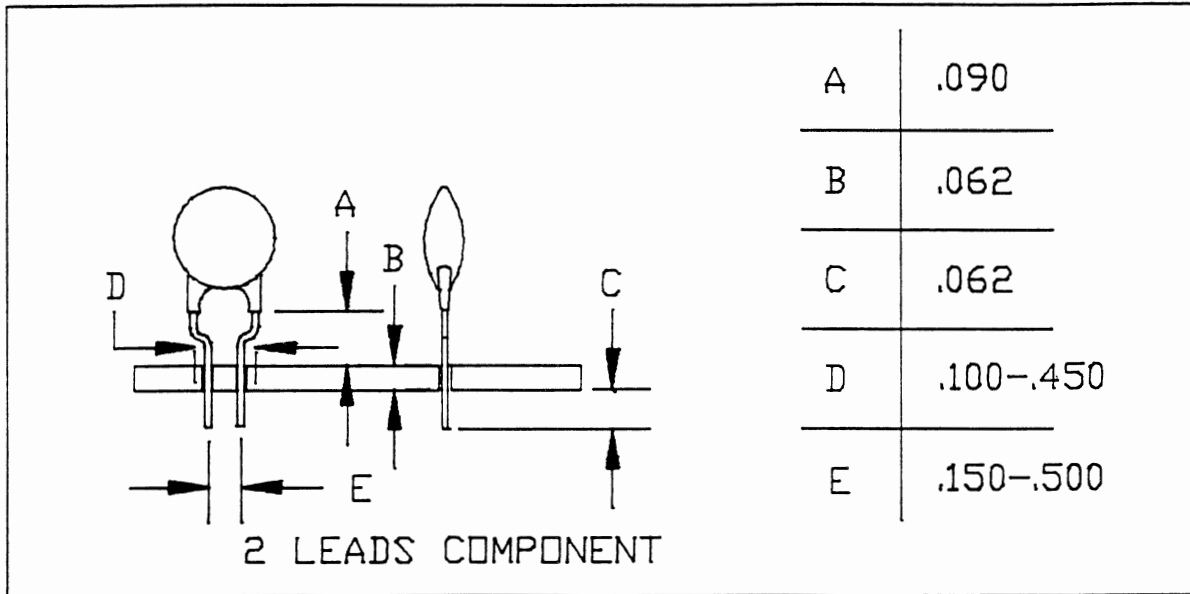 A
B
C
D
E
2 LEADS COMPONENT
A .090
B .062
C .062
D .100-.450
E .150-.500